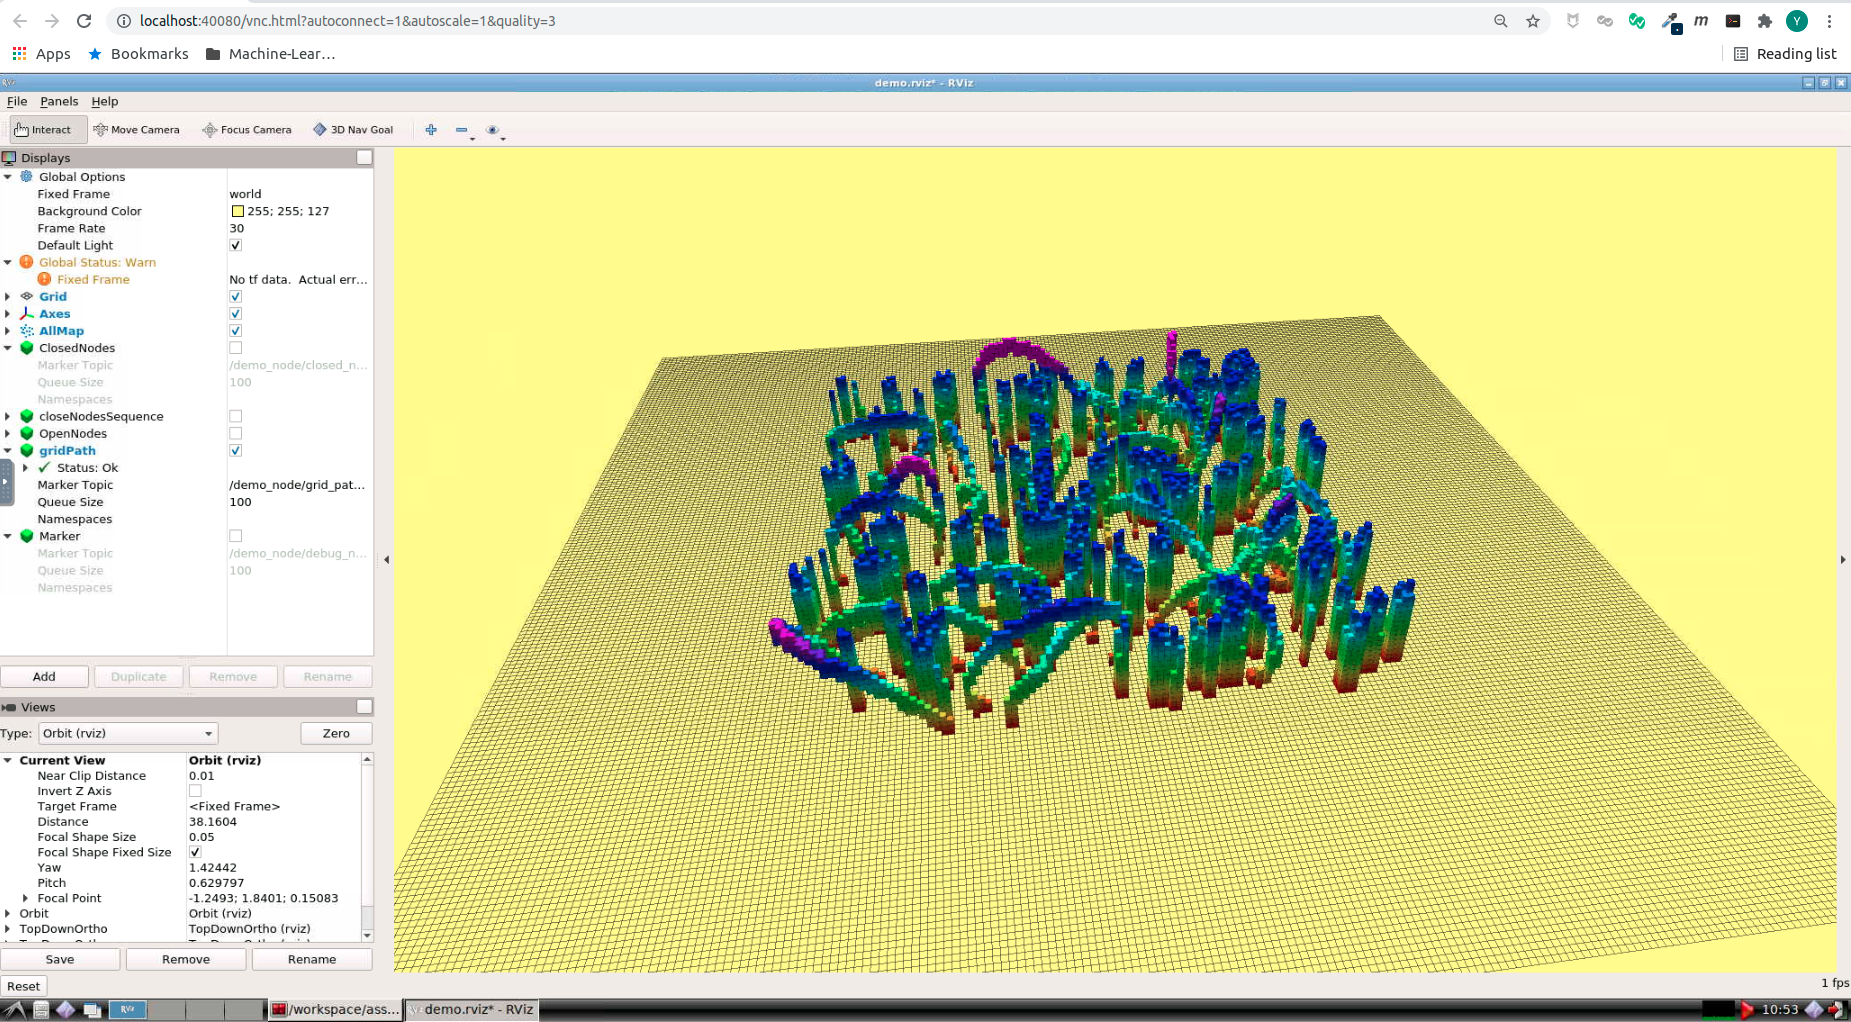 localhost:40080/vnc.html?autoconnect=1&autoscale=1&quality=3
Y
Apps Bookmarks Machine-Lear… Reading list
demo.rviz* - RViz
File Panels Help
Interact Move Camera Focus Camera 3D Nav Goal
Displays
Global Options
Fixed Frame world
Background Color 255; 255; 127
Frame Rate 30
Default Light
Global Status: Warn
Fixed Frame No tf data. Actual err...
Grid
Axes
AllMap
ClosedNodes
Marker Topic /demo_node/closed_n...
Queue Size 100
Namespaces
closeNodesSequence
OpenNodes
gridPath
Status: Ok
Marker Topic /demo_node/grid_pat...
Queue Size 100
Namespaces
Marker
Marker Topic /demo_node/debug_n...
Queue Size 100
Namespaces
Add Duplicate Remove Rename
Views
Type: Orbit (rviz) Zero
Current View Orbit (rviz)
Near Clip Distance 0.01
Invert Z Axis
Target Frame <Fixed Frame>
Distance 38.1604
Focal Shape Size 0.05
Focal Shape Fixed Size
Yaw 1.42442
Pitch 0.629797
Focal Point -1.2493; 1.8401; 0.15083
Orbit Orbit (rviz)
TopDownOrtho TopDownOrtho (rviz)
Save Remove Rename
Reset
1 fps
RViz /workspace/ass... demo.rviz* - RViz 10:53